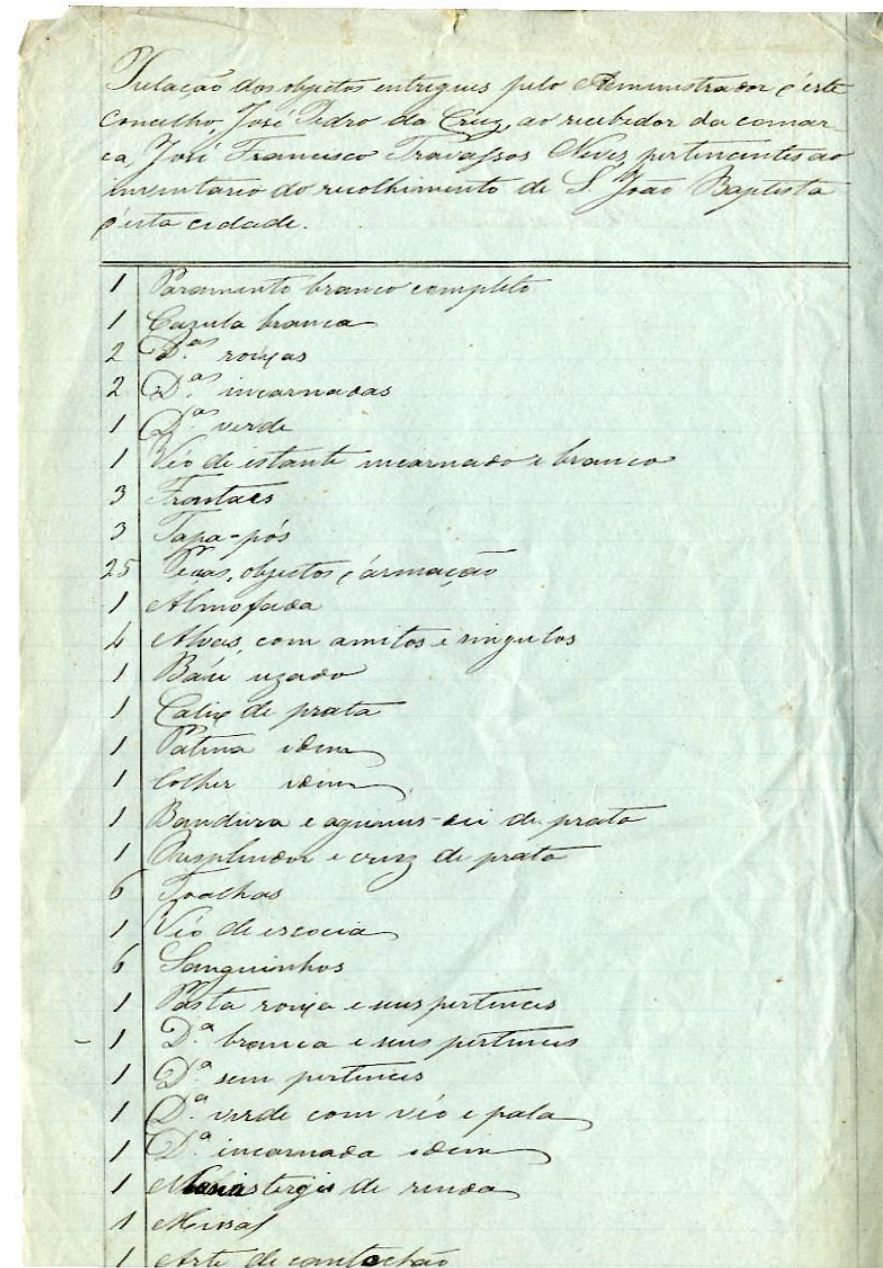 Relação dos objectos entregues pelo Administrador d'este
Concelho, José Pedro da Cruz, ao recebedor da comar-
ca, José Francisco Travassos Neves, pertencentes ao
inventario do recolhimento de S. João Baptista
d'esta cidade.
1 Paramento branco completo
1 Cazula branca
2 D.as roixas
2 D.as incarnadas
1 D.a verde
1 Véo de estante incarnado e branco
3 Frontaes
3 Tapa-pós
25 Peças, objectos d'armação
1 Almofada
4 Alvas, com amitos e singulos
1 Baú uzado
1 Calix de prata
1 Patena idem
1 Colher idem
1 Bandeira e agnus-dei de prata
1 Resplendor e cruz de prata
6 Toalhas
1 Véo de escocia
6 Sanguinhos
1 Pasta roixa e seus pertences
1 D.a branca e seus pertences
1 D.a sem pertences
1 D.a verde com véo e pala
1 D.a incarnada idem
1 de renda
1 Missal
1 Arte de cantochão